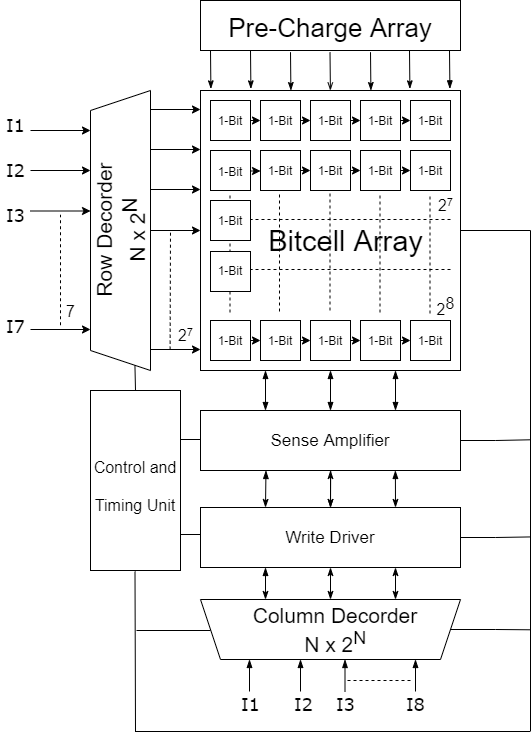 Pre-Charge Array
1-Bit 1-Bit 1-Bit 1-Bit 1-Bit
I1
1-Bit 1-Bit 1-Bit 1-Bit 1-Bit
I2
I3
Row Decorder
N x 2^N
1-Bit
2^7
Bitcell Array
1-Bit
7
2^8
I7
2^7
1-Bit 1-Bit 1-Bit 1-Bit 1-Bit
Sense Amplifier
Control and
Timing Unit
Write Driver
Column Decorder
N x 2^N
I1 I2 I3 I8